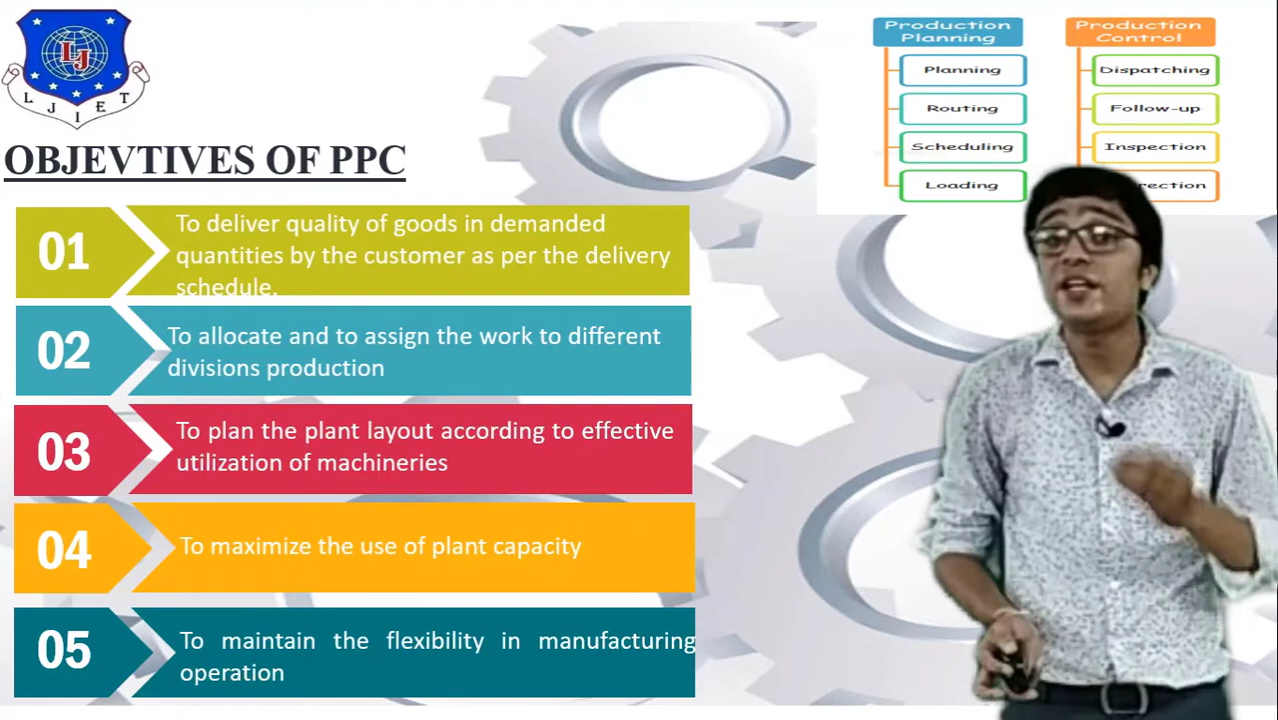 LJ
L J I E T
OBJEVTIVES OF PPC
01
To deliver quality of goods in demanded
quantities by the customer as per the delivery
schedule.
02
To allocate and to assign the work to different
divisions production
03
To plan the plant layout according to effective
utilization of machineries
04
To maximize the use of plant capacity
05
To maintain the flexibility in manufacturing
operation
Production
Planning
Planning
Routing
Scheduling
Loading
Production
Control
Dispatching
Follow-up
Inspection